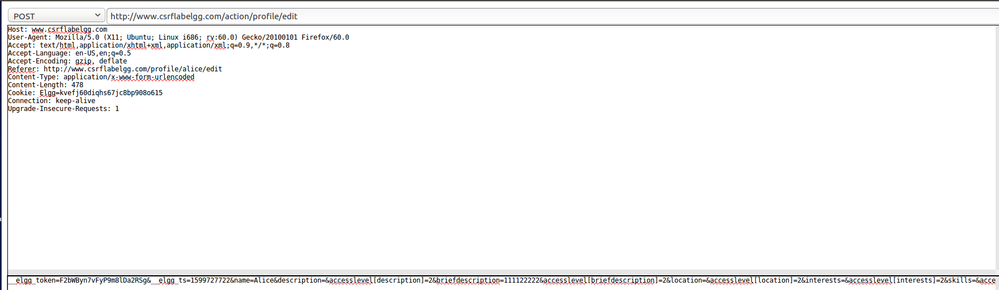 POST
http://www.csrflabelgg.com/action/profile/edit
Host: www.csrflabelgg.com
User-Agent: Mozilla/5.0 (X11; Ubuntu; Linux i686; rv:60.0) Gecko/20100101 Firefox/60.0
Accept: text/html,application/xhtml+xml,application/xml;q=0.9,*/*;q=0.8
Accept-Language: en-US,en;q=0.5
Accept-Encoding: gzip, deflate
Referer: http://www.csrflabelgg.com/profile/alice/edit
Content-Type: application/x-www-form-urlencoded
Content-Length: 478
Cookie: Elgg=kvefj60diqhs67jc8bp908o615
Connection: keep-alive
Upgrade-Insecure-Requests: 1
__elgg_token=F2bWByn7vFyP9m8lDa2RSg&__elgg_ts=1599727722&name=Alice&description=&accesslevel[description]=2&briefdescription=111122222&accesslevel[briefdescription]=2&location=&accesslevel[location]=2&interests=&accesslevel[interests]=2&skills=&acce